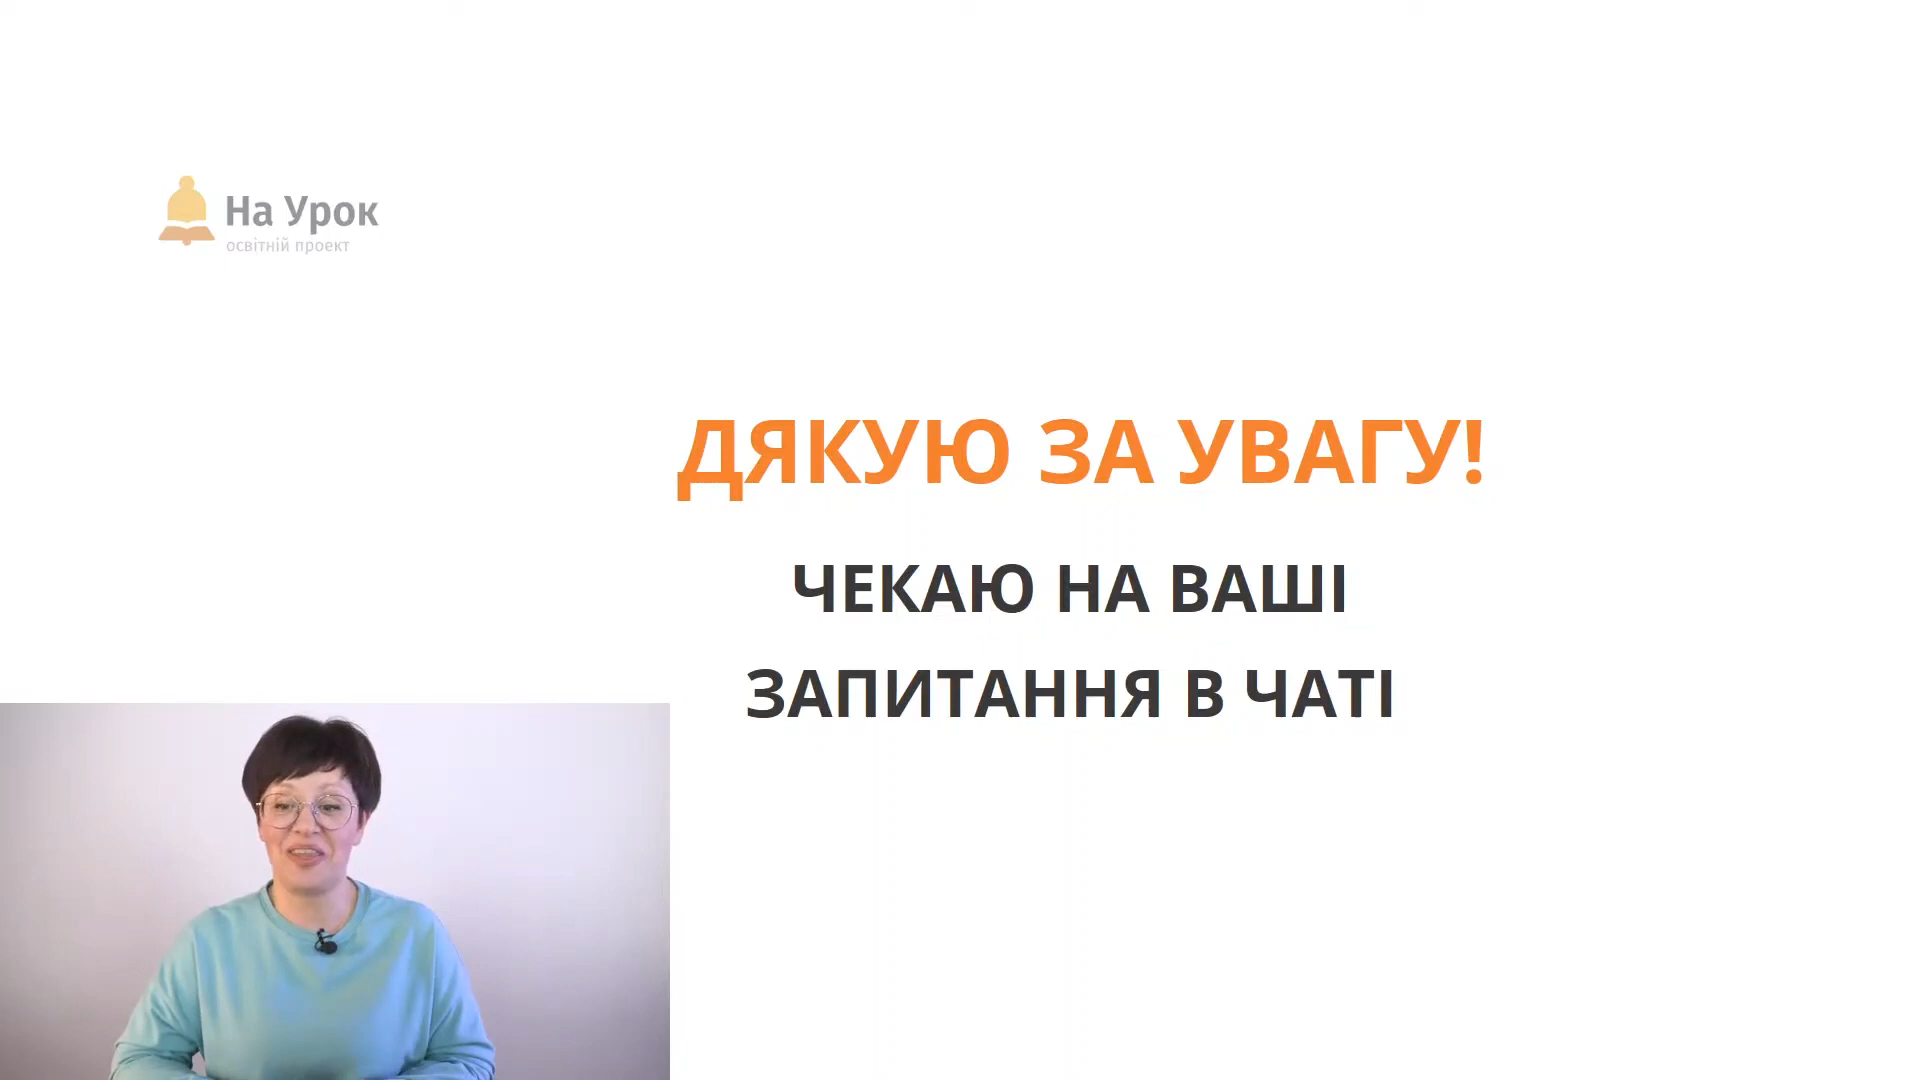 На Урок
освітній проект
ДЯКУЮ ЗА УВАГУ!
ЧЕКАЮ НА ВАШІ
ЗАПИТАННЯ В ЧАТІ